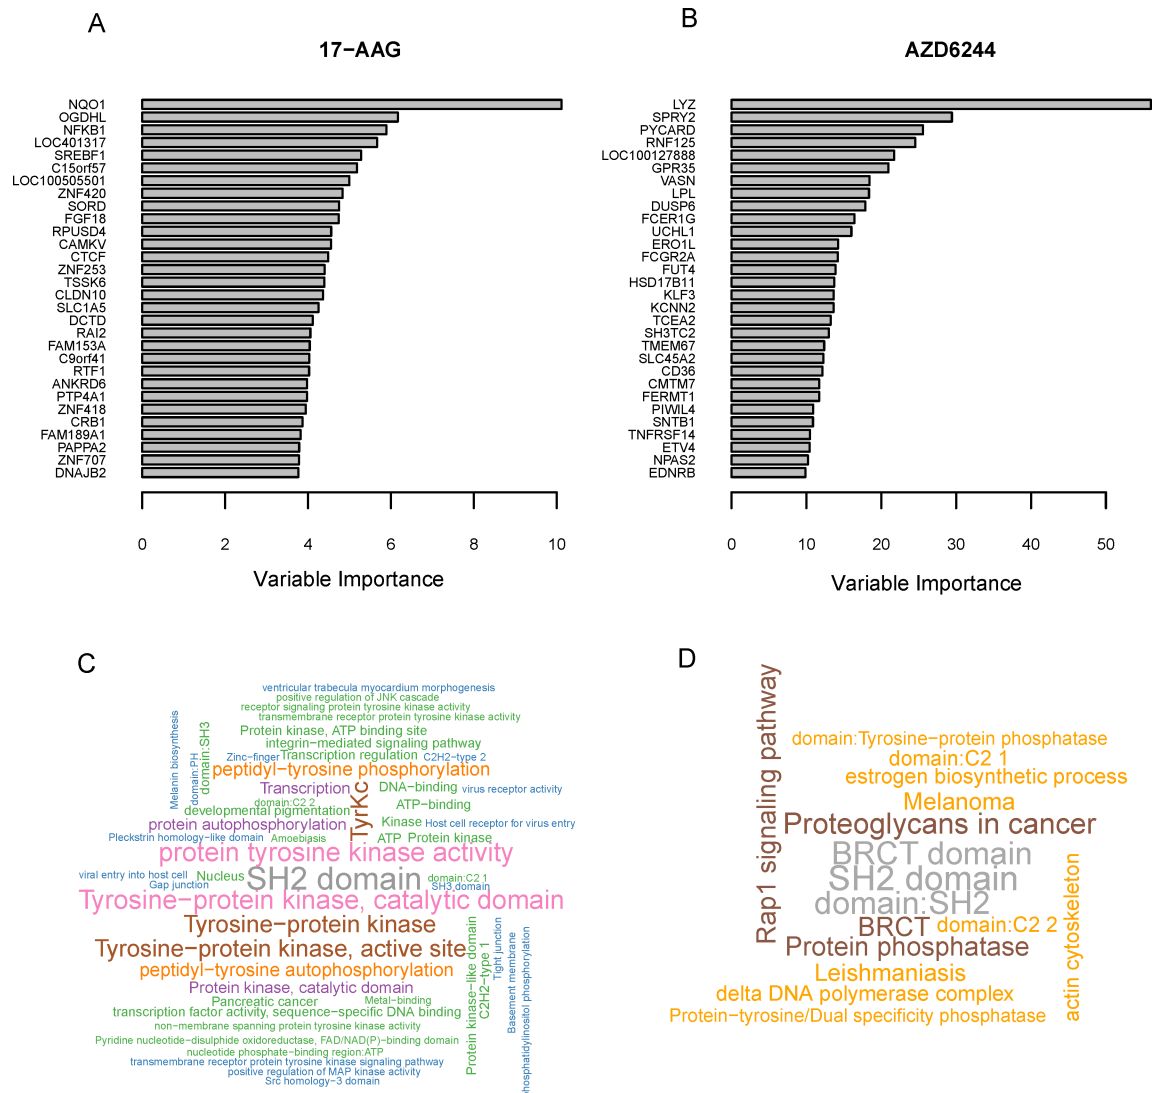 A
17−AAG
NQO1
OGDHL
NFKB1
LOC401317
SREBF1
C15orf57
LOC100505501
ZNF420
SORD
FGF18
RPUSD4
CAMKV
CTCF
ZNF253
TSSK6
CLDN10
SLC1A5
DCTD
RAI2
FAM153A
C9orf41
RTF1
ANKRD6
PTP4A1
ZNF418
CRB1
FAM189A1
PAPPA2
ZNF707
DNAJB2
0 2 4 6 8 10
Variable Importance
B
AZD6244
LYZ
SPRY2
PYCARD
RNF125
LOC100127888
GPR35
VASN
LPL
DUSP6
FCER1G
UCHL1
ERO1L
FCGR2A
FUT4
HSD17B11
KLF3
KCNN2
TCEA2
SH3TC2
TMEM67
SLC45A2
CD36
CMTM7
FERMT1
PIWIL4
SNTB1
TNFRSF14
ETV4
NPAS2
EDNRB
0 10 20 30 40 50
Variable Importance
C
ventricular trabecula myocardium morphogenesis
positive regulation of JNK cascade
receptor signaling protein tyrosine kinase activity
transmembrane receptor protein tyrosine kinase activity
Melanin biosynthesis
domain:PH
domain:SH3
Protein kinase, ATP binding site
integrin−mediated signaling pathway
Zinc−finger
Transcription regulation
C2H2−type 2
peptidyl−tyrosine phosphorylation
Transcription
TyrKc
DNA−binding
virus receptor activity
domain:C2 2
developmental pigmentation
ATP−binding
protein autophosphorylation
Kinase
Host cell receptor for virus entry
Pleckstrin homology−like domain
Amoebiasis
ATP
Protein kinase
protein tyrosine kinase activity
viral entry into host cell
Nucleus
SH2 domain
domain:C2 1
Gap junction
SH3 domain
Tyrosine−protein kinase, catalytic domain
Tyrosine−protein kinase
Tyrosine−protein kinase, active site
peptidyl−tyrosine autophosphorylation
Protein kinase, catalytic domain
Pancreatic cancer
Metal−binding
transcription factor activity, sequence−specific DNA binding
non−membrane spanning protein tyrosine kinase activity
Pyridine nucleotide−disulphide oxidoreductase, FAD/NAD(P)−binding domain
nucleotide phosphate−binding region:ATP
transmembrane receptor protein tyrosine kinase signaling pathway
positive regulation of MAP kinase activity
Src homology−3 domain
Protein kinase−like domain
C2H2−type 1
Tight junction
Basement membrane
phosphatidylinositol phosphorylation
D
Rap1 signaling pathway
domain:Tyrosine−protein phosphatase
domain:C2 1
estrogen biosynthetic process
Melanoma
Proteoglycans in cancer
BRCT domain
SH2 domain
domain:SH2
BRCT
domain:C2 2
Protein phosphatase
Leishmaniasis
delta DNA polymerase complex
Protein−tyrosine/Dual specificity phosphatase
actin cytoskeleton